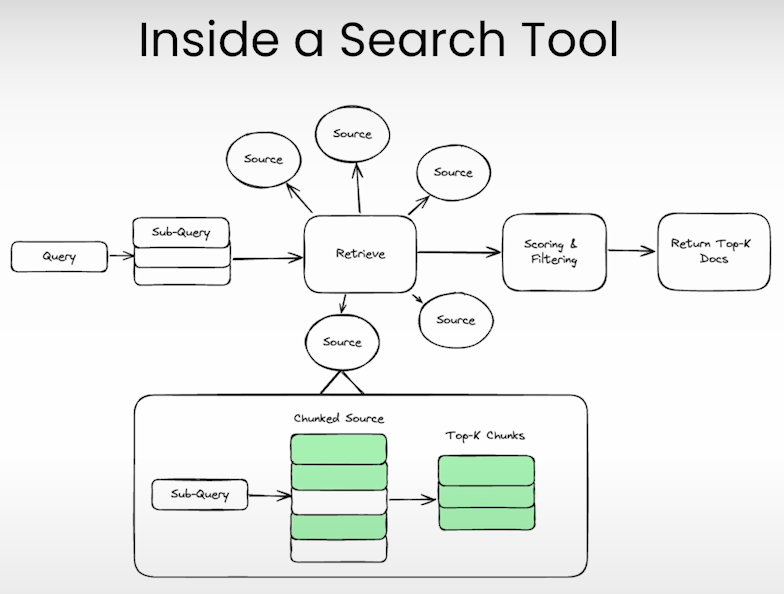 Inside a Search Tool
Source
Source
Source
Query
Sub-Query
Retrieve
Scoring &
Filtering
Return Top-K
Docs
Source
Source
Chunked Source
Top-K Chunks
Sub-Query